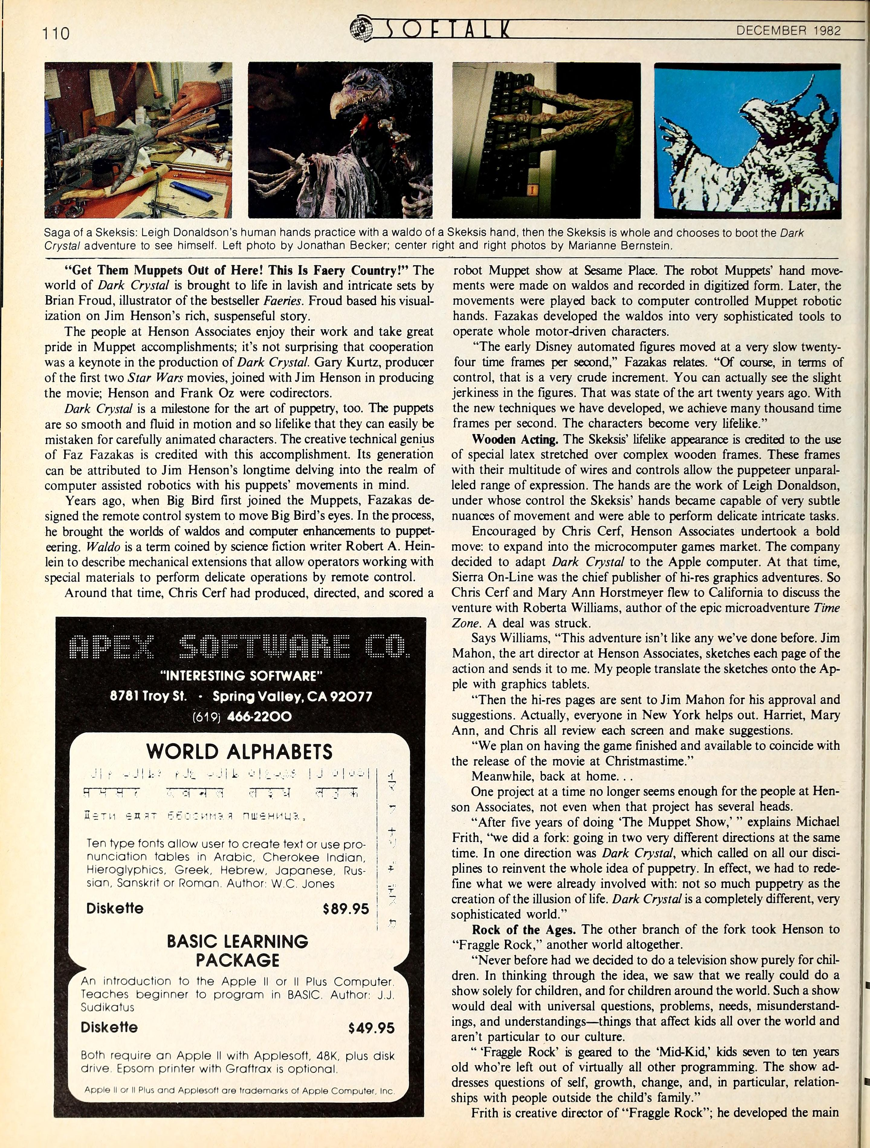 110
SOFTALK
DECEMBER 1982
Saga of a Skeksis: Leigh Donaldson's human hands practice with a waldo of a Skeksis hand, then the Skeksis is whole and chooses to boot the Dark
Crystal adventure to see himself. Left photo by Jonathan Becker; center right and right photos by Marianne Bernstein.
"Get Them Muppets Out of Here! This Is Faery Country!" The
world of Dark Crystal is brought to life in lavish and intricate sets by
Brian Froud, illustrator of the bestseller Faeries. Froud based his visual-
ization on Jim Henson's rich, suspenseful story.
The people at Henson Associates enjoy their work and take great
pride in Muppet accomplishments; it's not surprising that cooperation
was a keynote in the production of Dark Crystal. Gary Kurtz, producer
of the first two Star Wars movies, joined with Jim Henson in producing
the movie; Henson and Frank Oz were codirectors.
Dark Crystal is a milestone for the art of puppetry, too. The puppets
are so smooth and fluid in motion and so lifelike that they can easily be
mistaken for carefully animated characters. The creative technical genius
of Faz Fazakas is credited with this accomplishment. Its generation
can be attributed to Jim Henson's longtime delving into the realm of
computer assisted robotics with his puppets' movements in mind.
Years ago, when Big Bird first joined the Muppets, Fazakas de-
signed the remote control system to move Big Bird's eyes. In the process,
he brought the worlds of waldos and computer enhancements to puppet-
eering. Waldo is a term coined by science fiction writer Robert A. Hein-
lein to describe mechanical extensions that allow operators working with
special materials to perform delicate operations by remote control.
Around that time, Chris Cerf had produced, directed, and scored a
robot Muppet show at Sesame Place. The robot Muppets' hand move-
ments were made on waldos and recorded in digitized form. Later, the
movements were played back to computer controlled Muppet robotic
hands. Fazakas developed the waldos into very sophisticated tools to
operate whole motor-driven characters.
"The early Disney automated figures moved at a very slow twenty-
four time frames per second," Fazakas relates. "Of course, in terms of
control, that is a very crude increment. You can actually see the slight
jerkiness in the figures. That was state of the art twenty years ago. With
the new techniques we have developed, we achieve many thousand time
frames per second. The characters become very lifelike."
Wooden Acting. The Skeksis' lifelike appearance is credited to the use
of special latex stretched over complex wooden frames. These frames
with their multitude of wires and controls allow the puppeteer unparal-
leled range of expression. The hands are the work of Leigh Donaldson,
under whose control the Skeksis' hands became capable of very subtle
nuances of movement and were able to perform delicate intricate tasks.
Encouraged by Chris Cerf, Henson Associates undertook a bold
move: to expand into the microcomputer games market. The company
decided to adapt Dark Crystal to the Apple computer. At that time,
Sierra On-Line was the chief publisher of hi-res graphics adventures. So
Chris Cerf and Mary Ann Horstmeyer flew to California to discuss the
venture with Roberta Williams, author of the epic microadventure Time
Zone. A deal was struck.
Says Williams, "This adventure isn't like any we've done before. Jim
Mahon, the art director at Henson Associates, sketches each page of the
action and sends it to me. My people translate the sketches onto the Ap-
ple with graphics tablets.
"Then the hi-res pages are sent to Jim Mahon for his approval and
suggestions. Actually, everyone in New York helps out. Harriet, Mary
Ann, and Chris all review each screen and make suggestions.
"We plan on having the game finished and available to coincide with
the release of the movie at Christmastime."
Meanwhile, back at home. . .
One project at a time no longer seems enough for the people at Hen-
son Associates, not even when that project has several heads.
"After five years of doing 'The Muppet Show,' " explains Michael
Frith, "we did a fork: going in two very different directions at the same
time. In one direction was Dark Crystal, which called on all our disci-
plines to reinvent the whole idea of puppetry. In effect, we had to rede-
fine what we were already involved with: not so much puppetry as the
creation of the illusion of life. Dark Crystal is a completely different, very
sophisticated world."
Rock of the Ages. The other branch of the fork took Henson to
"Fraggle Rock," another world altogether.
"Never before had we decided to do a television show purely for chil-
dren. In thinking through the idea, we saw that we really could do a
show solely for children, and for children around the world. Such a show
would deal with universal questions, problems, needs, misunderstand-
ings, and understandings—things that affect kids all over the world and
aren't particular to our culture.
" 'Fraggle Rock' is geared to the 'Mid-Kid,' kids seven to ten years
old who're left out of virtually all other programming. The show ad-
dresses questions of self, growth, change, and, in particular, relation-
ships with people outside the child's family."
Frith is creative director of "Fraggle Rock"; he developed the main
APEX SOFTWARE CO.
"INTERESTING SOFTWARE"
8781 Troy St. • Spring Valley, CA 92077
(619) 466-2200
WORLD ALPHABETS
Дети едят
пшеница,
Ten type fonts allow user to create text or use pro-
nunciation tables in Arabic, Cherokee Indian,
Hieroglyphics, Greek, Hebrew, Japanese, Rus-
sian, Sanskrit or Roman. Author: W.C. Jones
Diskette $89.95
BASIC LEARNING
PACKAGE
An introduction to the Apple II or II Plus Computer.
Teaches beginner to program in BASIC. Author: J.J.
Sudikatus
Diskette $49.95
Both require an Apple II with Applesoft, 48K, plus disk
drive. Epsom printer with Graftrax is optional.
Apple II or II Plus and Applesoft are trademarks of Apple Computer, Inc.